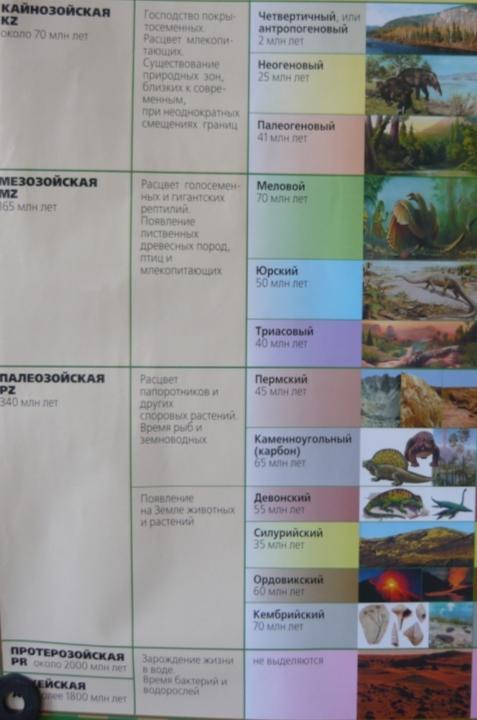 КАЙНОЗОЙСКАЯ
KZ
около 70 млн лет
Господство покры-
тосеменных.
Расцвет млекопи-
тающих.
Существование
природных зон,
близких к совре-
менным,
при неоднократных
смещениях границ
Четвертичный, или
антропогеновый
2 млн лет
Неогеновый
25 млн лет
Палеогеновый
41 млн лет
МЕЗОЗОЙСКАЯ
MZ
165 млн лет
Расцвет голосемен-
ных и гигантских
рептилий.
Появление
лиственных
древесных пород,
птиц и
млекопитающих
Меловой
70 млн лет
Юрский
50 млн лет
Триасовый
40 млн лет
ПАЛЕОЗОЙСКАЯ
PZ
340 млн лет
Расцвет
папоротников и
других
споровых растений.
Время рыб и
земноводных
Появление
на Земле животных
и растений
Пермский
45 млн лет
Каменноугольный
(карбон)
65 млн лет
Девонский
55 млн лет
Силурийский
35 млн лет
Ордовикский
60 млн лет
Кембрийский
70 млн лет
ПРОТЕРОЗОЙСКАЯ
PR около 2000 млн лет
ЕЙСКАЯ
более 1800 млн лет
Зарождение жизни
в воде.
Время бактерий и
водорослей
не выделяются